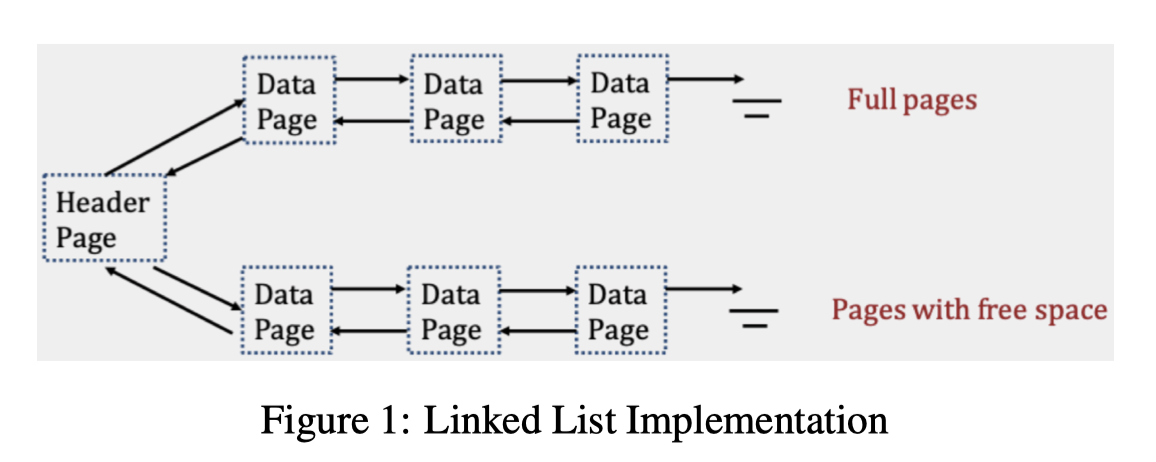 Data
Page
Data
Page
Data
Page
Full pages
Header
Page
Data
Page
Data
Page
Data
Page
Pages with free space
Figure 1: Linked List Implementation